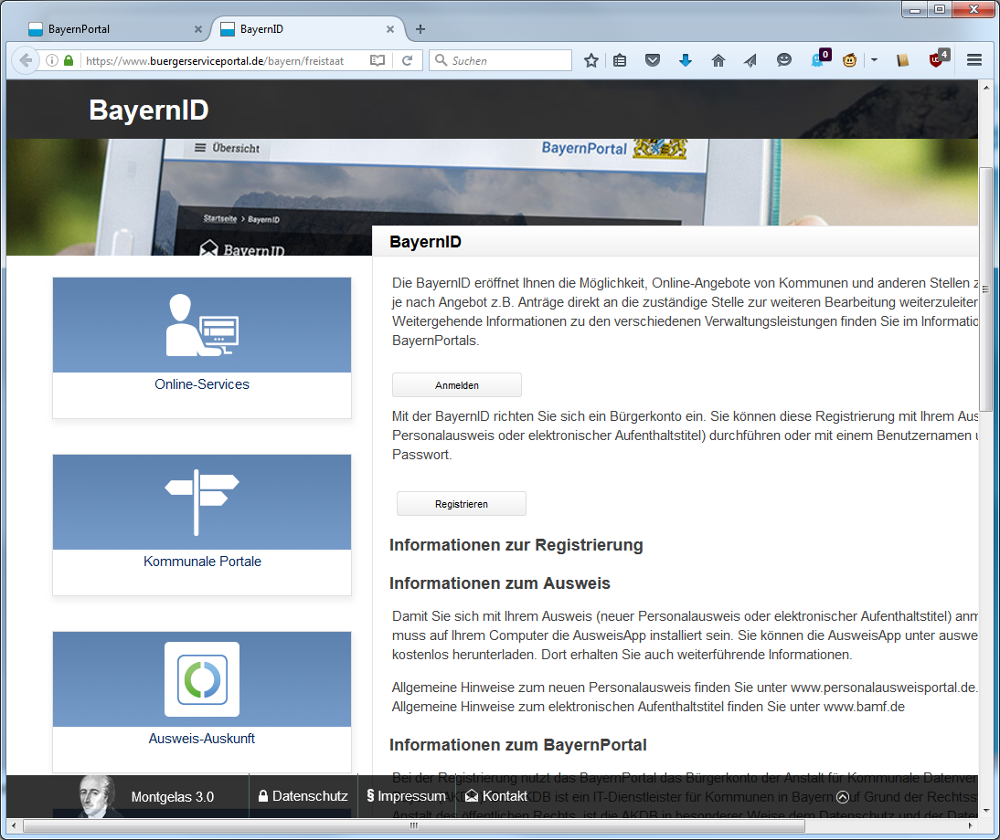 BayernPortal
BayernID
https://www.buergerserviceportal.de/bayern/freistaat
Suchen
0
4
BayernID
Übersicht
BayernPortal
Startseite > BayernID
BayernID
BayernID
Die BayernID eröffnet Ihnen die Möglichkeit, Online-Angebote von Kommunen und anderen Stellen
je nach Angebot z.B. Anträge direkt an die zuständige Stelle zur weiteren Bearbeitung weiterzuleiten
Weitergehende Informationen zu den verschiedenen Verwaltungsleistungen finden Sie im Informatio
BayernPortals.
Anmelden
Mit der BayernID richten Sie sich ein Bürgerkonto ein. Sie können diese Registrierung mit Ihrem Aus
Personalausweis oder elektronischer Aufenthaltstitel) durchführen oder mit einem Benutzernamen
Passwort.
Registrieren
Informationen zur Registrierung
Informationen zum Ausweis
Damit Sie sich mit Ihrem Ausweis (neuer Personalausweis oder elektronischer Aufenthaltstitel) anm
muss auf Ihrem Computer die AusweisApp installiert sein. Sie können die AusweisApp unter auswe
kostenlos herunterladen. Dort erhalten Sie auch weiterführende Informationen.
Allgemeine Hinweise zum neuen Personalausweis finden Sie unter www.personalausweisportal.de.
Allgemeine Hinweise zum elektronischen Aufenthaltstitel finden Sie unter www.bamf.de
Informationen zum BayernPortal
Bei der Registrierung nutzt das BayernPortal das Bürgerkonto der Anstalt für Kommunale Datenver
AKDB ist ein IT-Dienstleister für Kommunen in Bayern. Auf Grund der Rechtss
Anstalt des öffentlichen Rechts, ist die AKDB in besonderer Weise dem Datenschutz und der Date
Online-Services
Kommunale Portale
Ausweis-Auskunft
Montgelas 3.0
Datenschutz
§ Impressum
Kontakt